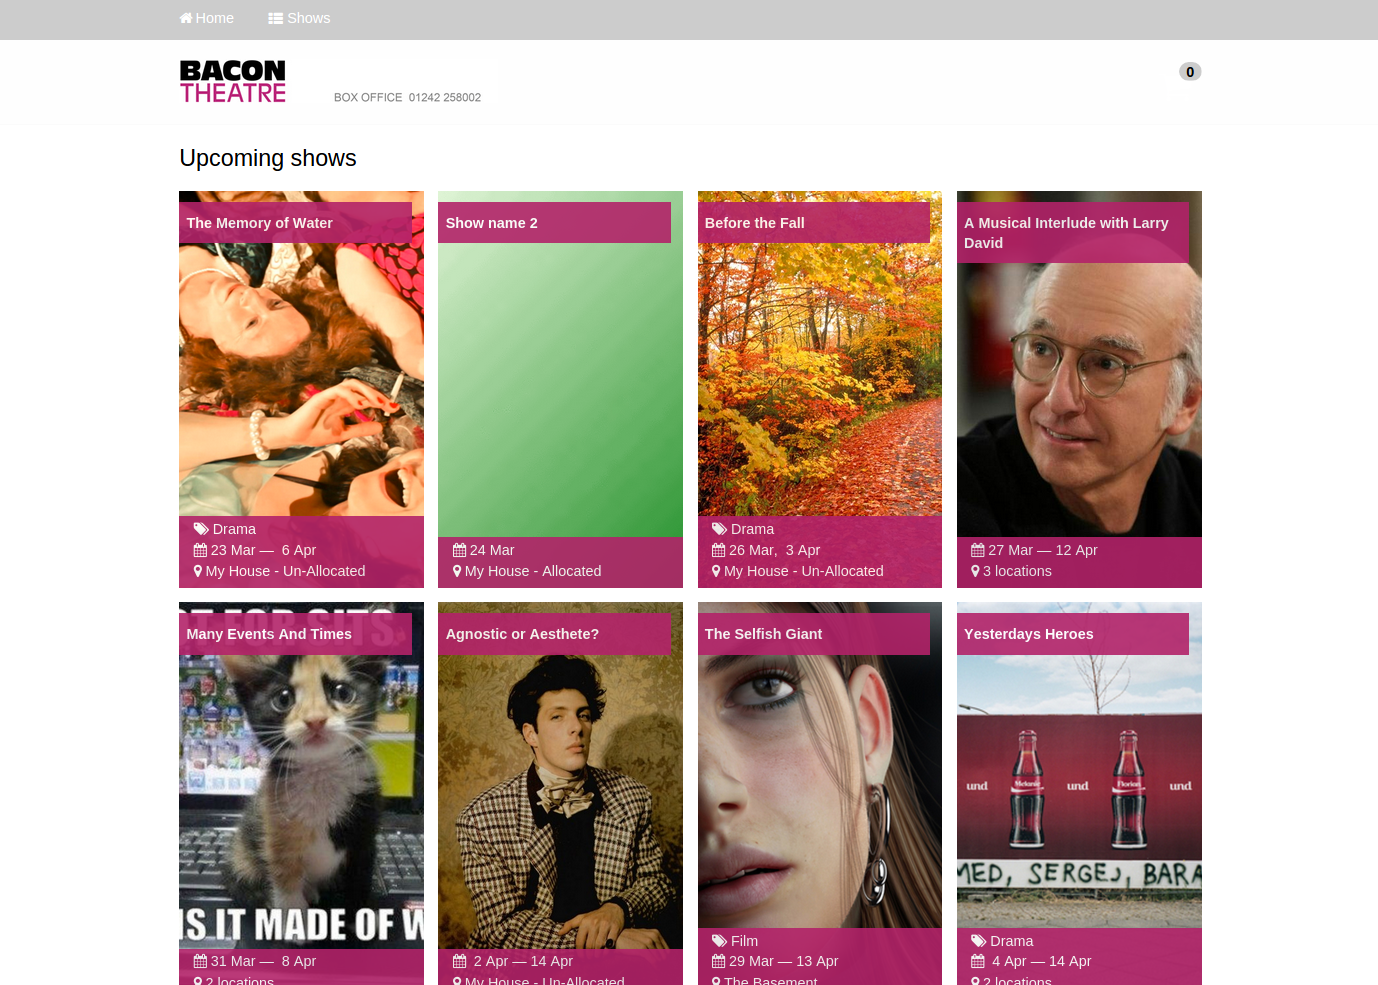 Home Shows
BACON
THEATRE
BOX OFFICE 01242 258002
0
Upcoming shows
The Memory of Water
Drama
23 Mar — 6 Apr
My House - Un-Allocated
Show name 2
24 Mar
My House - Allocated
Before the Fall
Drama
26 Mar, 3 Apr
My House - Un-Allocated
A Musical Interlude with Larry
David
27 Mar — 12 Apr
3 locations
Many Events And Times
FOR SITS.
IS IT MADE OF
31 Mar — 8 Apr
2 locations
Agnostic or Aesthete?
2 Apr — 14 Apr
My House - Un-Allocated
The Selfish Giant
Film
29 Mar — 13 Apr
The Basement
Yesterdays Heroes
und Melanie und Florian und
MED, SERGEJ, BARA
Drama
4 Apr — 14 Apr
2 locations